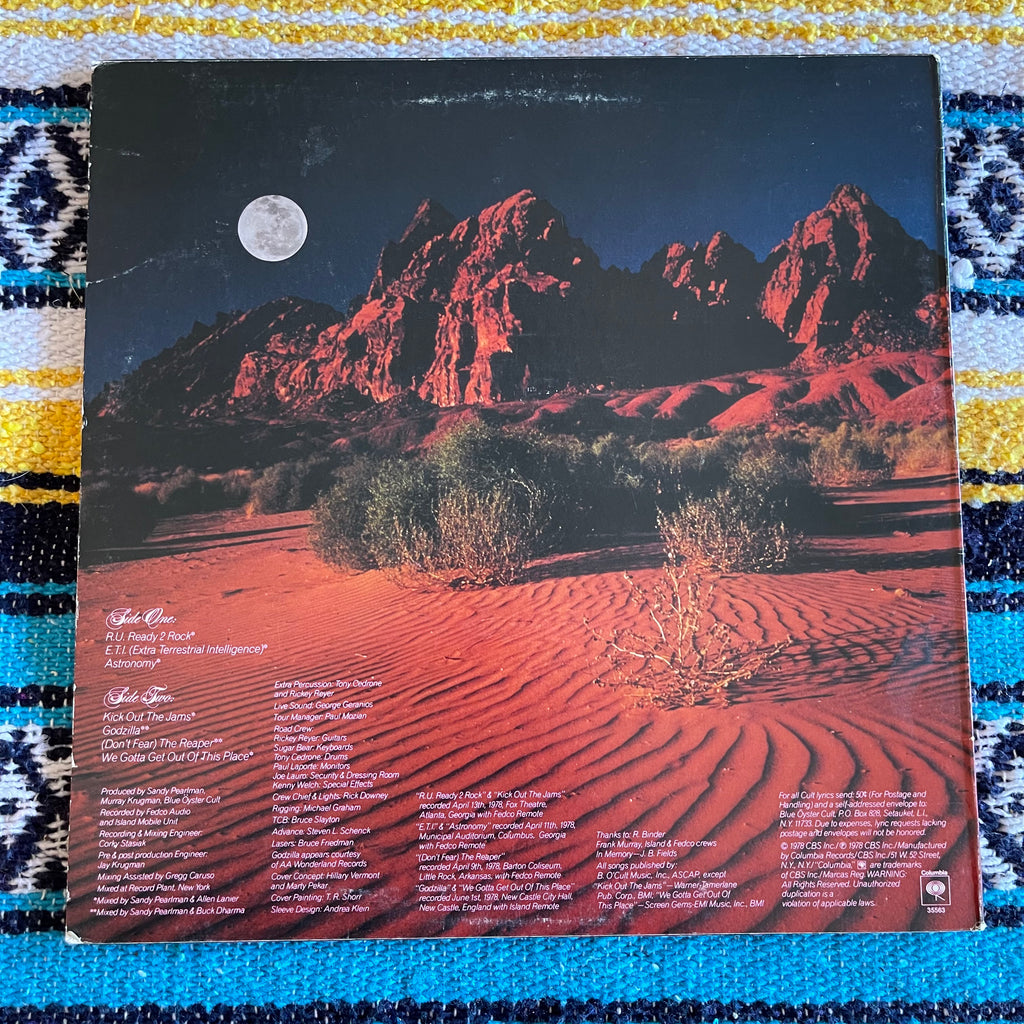 Side One:
R.U. Ready 2 Rock*
E.T.I. (Extra Terrestrial Intelligence)*
Astronomy*
Side Two:
Kick Out The Jams*
Godzilla**
(Don't Fear) The Reaper**
We Gotta Get Out Of This Place*
Produced by Sandy Pearlman,
Murray Krugman, Blue Oyster Cult
Recorded by Fedco Audio
and Island Mobile Unit
Recording & Mixing Engineer:
Corky Stasiak
Pre & post production Engineer:
Jay Krugman
Mixing Assisted by Gregg Caruso
Mixed at Record Plant, New York
*Mixed by Sandy Pearlman & Allen Lanier
**Mixed by Sandy Pearlman & Buck Dharma
Extra Percussion: Tony Cedrone
and Rickey Reyer
Live Sound: George Geranios
Tour Manager: Paul Mozian
Road Crew:
Rickey Reyer: Guitars
Sugar Bear: Keyboards
Tony Cedrone: Drums
Paul Laporte: Monitors
Joe Lauro: Security & Dressing Room
Kenny Welch: Special Effects
Crew Chief & Lights: Rick Downey
Rigging: Michael Graham
TCB: Bruce Slayton
Advance: Steven L. Schenck
Lasers: Bruce Friedman
Godzilla appears courtesy
of AA Wonderland Records
Cover Concept: Hillary Vermont
and Marty Pekar
Cover Painting: T.R. Shorr
Sleeve Design: Andrea Klein
"R.U. Ready 2 Rock" & "Kick Out The Jams"
recorded April 13th, 1978, Fox Theatre,
Atlanta, Georgia with Fedco Remote
"E.T.I." & "Astronomy" recorded April 11th, 1978,
Municipal Auditorium, Columbus, Georgia
with Fedco Remote
"(Don't Fear) The Reaper"
recorded April 9th, 1978, Barton Coliseum,
Little Rock, Arkansas, with Fedco Remote
"Godzilla" & "We Gotta Get Out Of This Place"
recorded June 1st, 1978, New Castle City Hall,
New Castle, England with Island Remote
Thanks to: R. Binder
Frank Murray, Island & Fedco crews
In Memory—J.B. Fields
All songs published by:
B. O'Cult Music, Inc., ASCAP, except
"Kick Out The Jams"—Warner-Tamerlane
Pub. Corp., BMI; "We Gotta Get Out Of
This Place"—Screen Gems-EMI Music, Inc., BMI
For all Cult lyrics send: 50¢ (For Postage and
Handling) and a self-addressed envelope to:
Blue Oyster Cult, P.O. Box 828, Setauket, L.I.,
N.Y. 11733. Due to expenses, lyric requests lacking
postage and envelopes will not be honored.
© 1978 CBS Inc./℗ 1978 CBS Inc./Manufactured
by Columbia Records/CBS Inc./51 W. 52 Street,
N.Y., N.Y./"Columbia," are trademarks
of CBS Inc./Marcas Reg. WARNING:
All Rights Reserved. Unauthorized
duplication is a
violation of applicable laws.
Columbia
35563